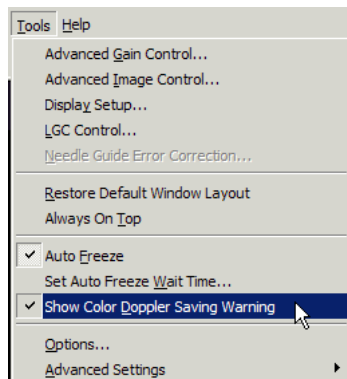 Tools Help
Advanced Gain Control...
Advanced Image Control...
Display Setup...
LGC Control...
Needle Guide Error Correction...
Restore Default Window Layout
Always On Top
Auto Freeze
Set Auto Freeze Wait Time...
Show Color Doppler Saving Warning
Options...
Advanced Settings